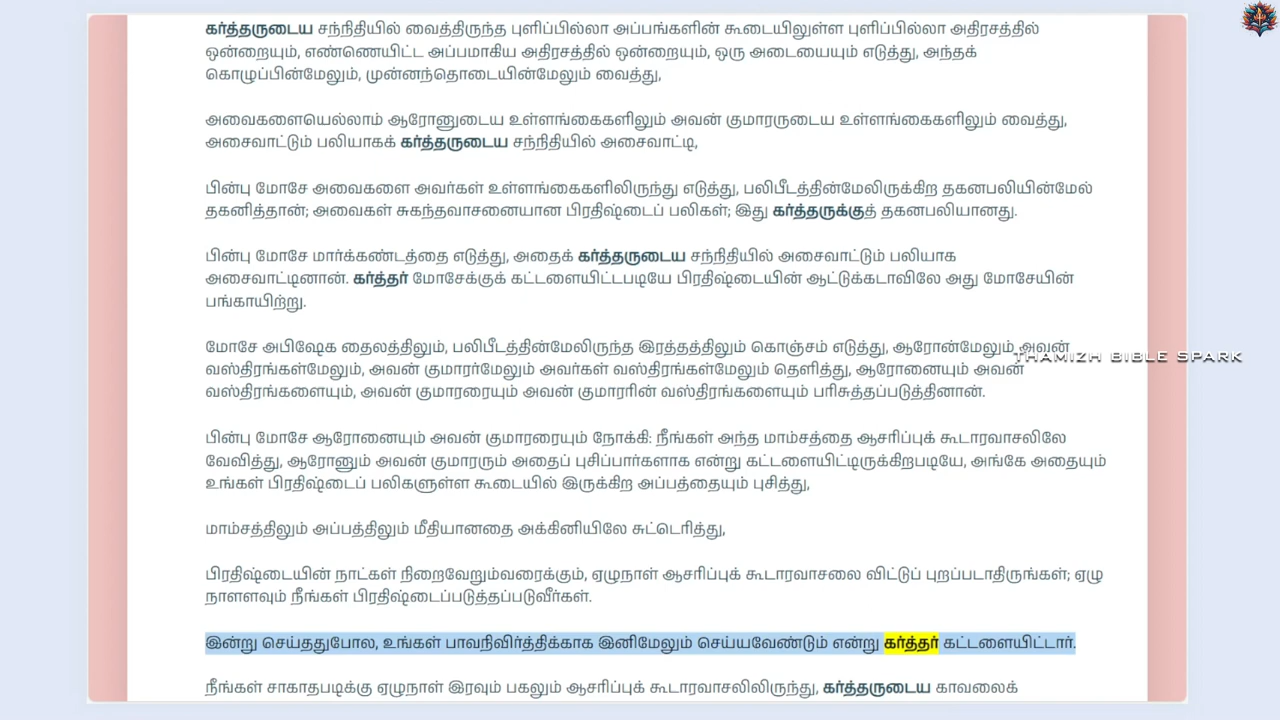 கர்த்தருடைய சந்நிதியில் வைத்திருந்த புளிப்பில்லா அப்பங்களின் கூடையிலுள்ள புளிப்பில்லா அதிரசத்தில்
ஒன்றையும், எண்ணெயிட்ட அப்பமாகிய அதிரசத்தில் ஒன்றையும், ஒரு அடையையும் எடுத்து, அந்தக்
கொழுப்பின்மேலும், முன்னந்தொடையின்மேலும் வைத்து,
அவைகளையெல்லாம் ஆரோனுடைய உள்ளங்கைகளிலும் அவன் குமாரருடைய உள்ளங்கைகளிலும் வைத்து,
அசைவாட்டும் பலியாகக் கர்த்தருடைய சந்நிதியில் அசைவாட்டி,
பின்பு மோசே அவைகளை அவர்கள் உள்ளங்கைகளிலிருந்து எடுத்து, பலிபீடத்தின்மேலிருக்கிற தகனபலியின்மேல்
தகனித்தான்; அவைகள் சுகந்தவாசனையான பிரதிஷ்டைப் பலிகள்; இது கர்த்தருக்குத் தகனபலியானது.
பின்பு மோசே மார்க்கண்டத்தை எடுத்து, அதைக் கர்த்தருடைய சந்நிதியில் அசைவாட்டும் பலியாக
அசைவாட்டினான். கர்த்தர் மோசேக்குக் கட்டளையிட்டபடியே பிரதிஷ்டையின் ஆட்டுக்கடாவிலே அது மோசேயின்
பங்காயிற்று.
மோசே அபிஷேக தைலத்திலும், பலிபீடத்தின்மேலிருந்த இரத்தத்திலும் கொஞ்சம் எடுத்து, ஆரோன்மேலும் அவன்
THAMIZH BIBLE SPARK
வஸ்திரங்கள்மேலும், அவன் குமாரர்மேலும் அவர்கள் வஸ்திரங்கள்மேலும் தெளித்து, ஆரோனையும் அவன்
வஸ்திரங்களையும், அவன் குமாரரையும் அவன் குமாரரின் வஸ்திரங்களையும் பரிசுத்தப்படுத்தினான்.
பின்பு மோசே ஆரோனையும் அவன் குமாரரையும் நோக்கி: நீங்கள் அந்த மாம்சத்தை ஆசரிப்புக் கூடாரவாசலிலே
வேவித்து, ஆரோனும் அவன் குமாரரும் அதைப் புசிப்பார்களாக என்று கட்டளையிட்டிருக்கிறபடியே, அங்கே அதையும்
உங்கள் பிரதிஷ்டைப் பலிகளுள்ள கூடையில் இருக்கிற அப்பத்தையும் புசித்து,
மாம்சத்திலும் அப்பத்திலும் மீதியானதை அக்கினியிலே சுட்டெரித்து,
பிரதிஷ்டையின் நாட்கள் நிறைவேறும்வரைக்கும், ஏழுநாள் ஆசரிப்புக் கூடாரவாசலை விட்டுப் புறப்படாதிருங்கள்; ஏழு
நாளளவும் நீங்கள் பிரதிஷ்டைப்படுத்தப்படுவீர்கள்.
இன்று செய்ததுபோல, உங்கள் பாவநிவிர்த்திக்காக இனிமேலும் செய்யவேண்டும் என்று கர்த்தர் கட்டளையிட்டார்.
நீங்கள் சாகாதபடிக்கு ஏழுநாள் இரவும் பகலும் ஆசரிப்புக் கூடாரவாசலிலிருந்து, கர்த்தருடைய காவலைக்